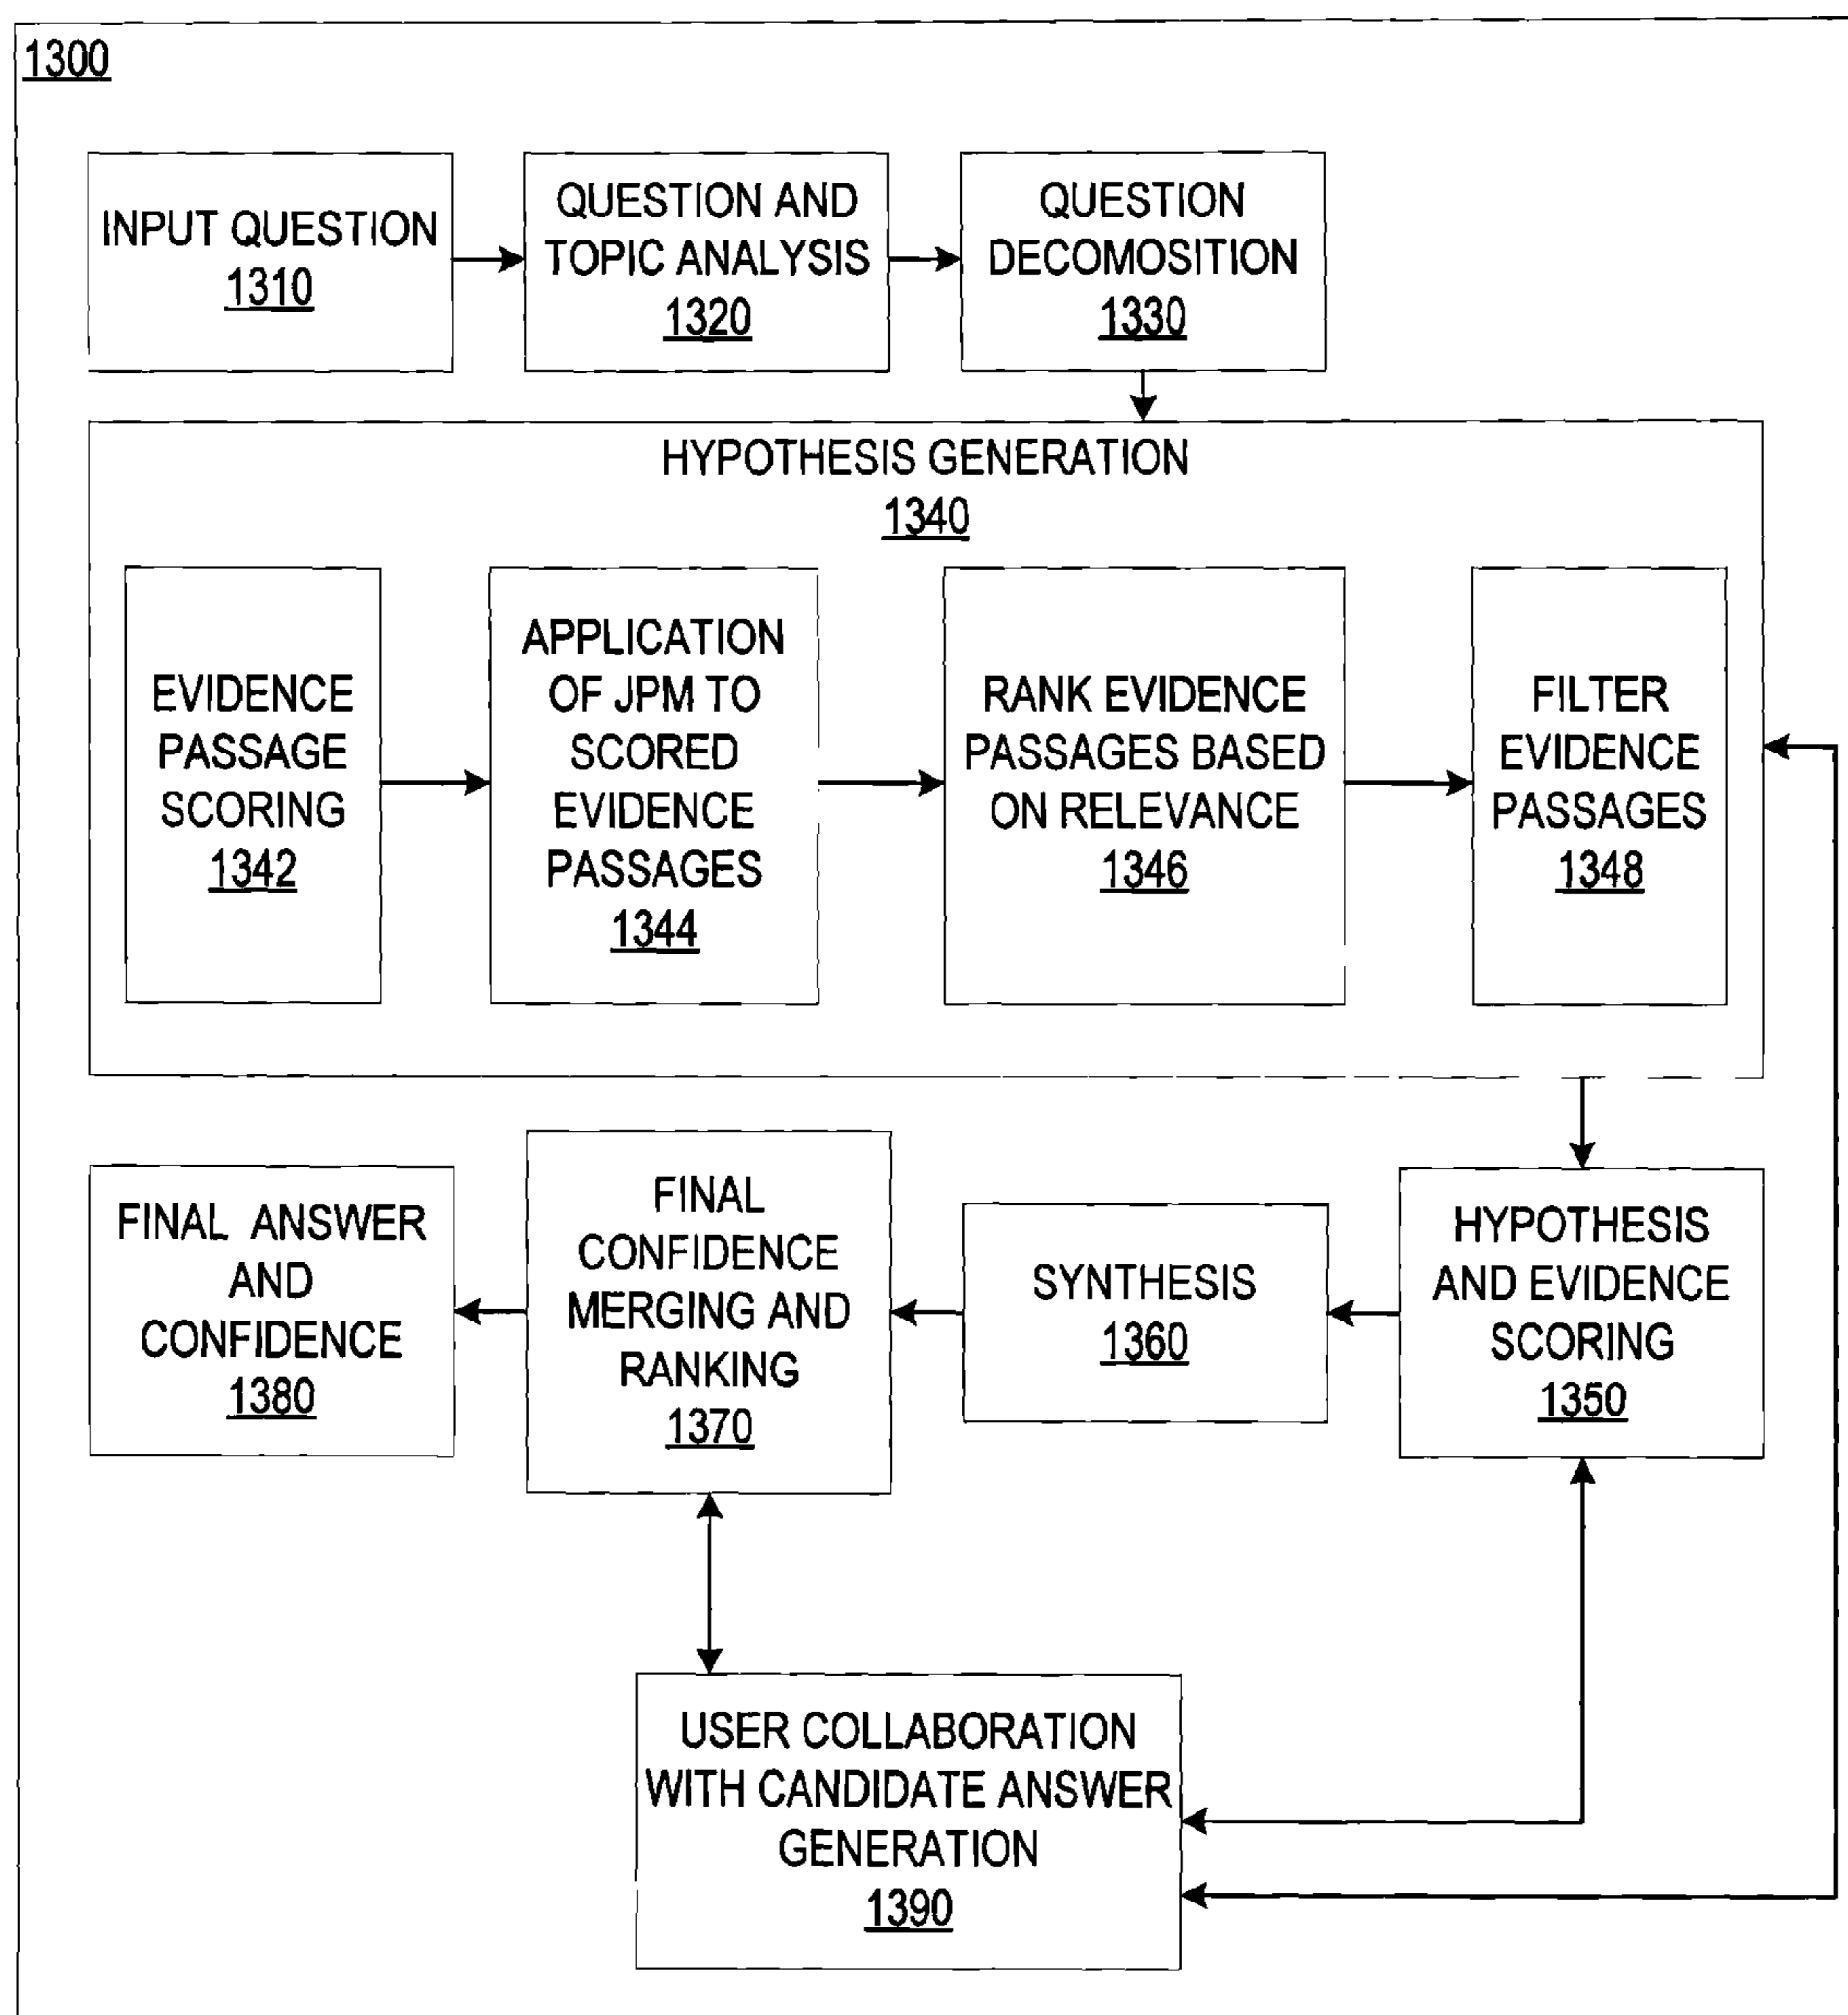 1300
INPUT QUESTION
1310
QUESTION AND
TOPIC ANALYSIS
1320
QUESTION
DECOMOSITION
1330
HYPOTHESIS GENERATION
1340
EVIDENCE
PASSAGE
SCORING
1342
APPLICATION
OF JPM TO
SCORED
EVIDENCE
PASSAGES
1344
RANK EVIDENCE
PASSAGES BASED
ON RELEVANCE
1346
FILTER
EVIDENCE
PASSAGES
1348
FINAL ANSWER
AND
CONFIDENCE
1380
FINAL
CONFIDENCE
MERGING AND
RANKING
1370
SYNTHESIS
1360
HYPOTHESIS
AND EVIDENCE
SCORING
1350
USER COLLABORATION
WITH CANDIDATE ANSWER
GENERATION
1390